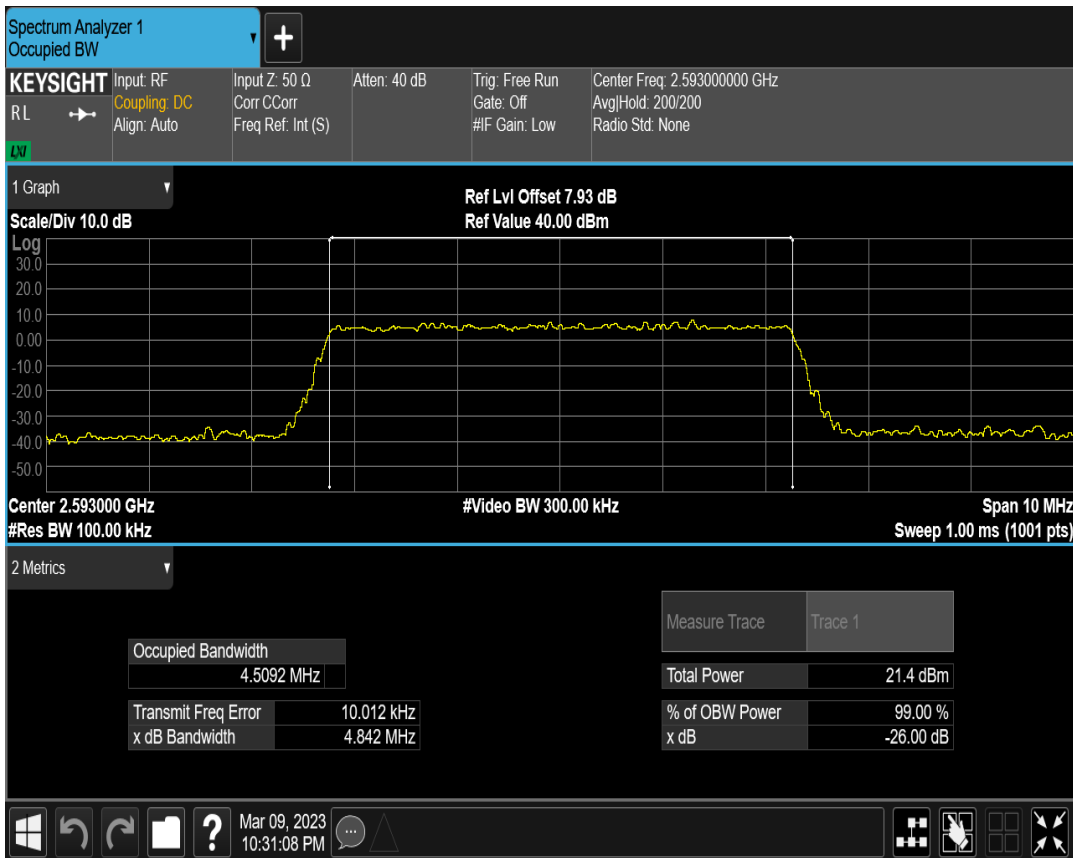 Spectrum Analyzer 1
Occupied BW
KEYSIGHT
RL
LXI
Input: RF
Coupling: DC
Align: Auto
Input Z: 50 Ω
Corr CCorr
Freq Ref: Int (S)
Atten: 40 dB
Trig: Free Run
Gate: Off
#IF Gain: Low
Center Freq: 2.593000000 GHz
Avg|Hold: 200/200
Radio Std: None
1 Graph
Scale/Div 10.0 dB
Ref Lvl Offset 7.93 dB
Ref Value 40.00 dBm
Log
30.0
20.0
10.0
0.00
-10.0
-20.0
-30.0
-40.0
-50.0
Center 2.593000 GHz
#Res BW 100.00 kHz
#Video BW 300.00 kHz
Span 10 MHz
Sweep 1.00 ms (1001 pts)
2 Metrics
Occupied Bandwidth
4.5092 MHz
Transmit Freq Error 10.012 kHz
x dB Bandwidth 4.842 MHz
Measure Trace Trace 1
Total Power 21.4 dBm
% of OBW Power 99.00 %
x dB -26.00 dB
Mar 09, 2023
10:31:08 PM